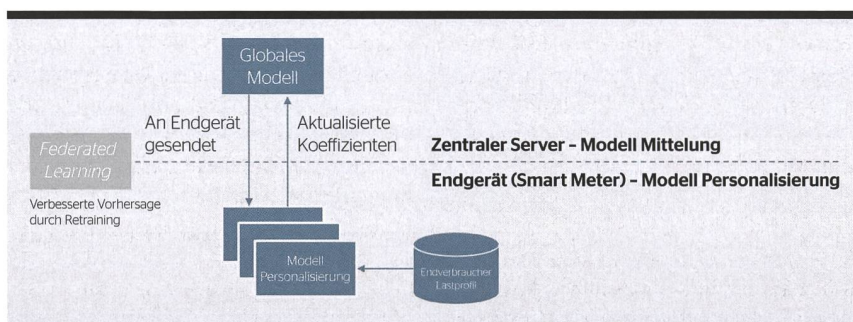 Globales
Modell
An Endgerät
gesendet
Aktualisierte
Koeffizienten
Federated
Learning
Verbesserte Vorhersage
durch Retraining
Zentraler Server – Modell Mittelung
Endgerät (Smart Meter) – Modell Personalisierung
Modell
Personalisierung
Endverbraucher
Lastprofil